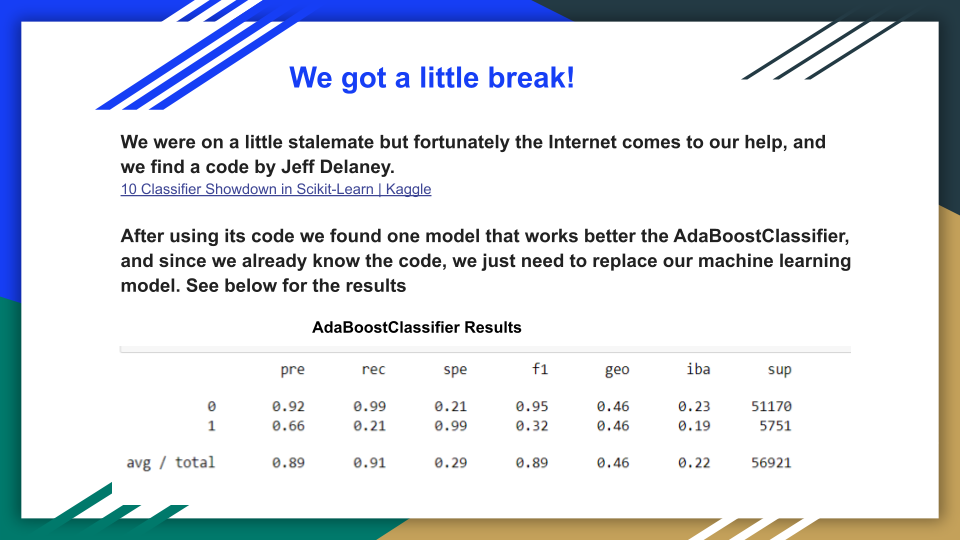 We got a little break!
We were on a little stalemate but fortunately the Internet comes to our help, and
we find a code by Jeff Delaney.
10 Classifier Showdown in Scikit-Learn | Kaggle
After using its code we found one model that works better the AdaBoostClassifier,
and since we already know the code, we just need to replace our machine learning
model. See below for the results
AdaBoostClassifier Results
pre rec spe f1 geo iba sup
0 0.92 0.99 0.21 0.95 0.46 0.23 51170
1 0.66 0.21 0.99 0.32 0.46 0.19 5751
avg / total 0.89 0.91 0.29 0.89 0.46 0.22 56921